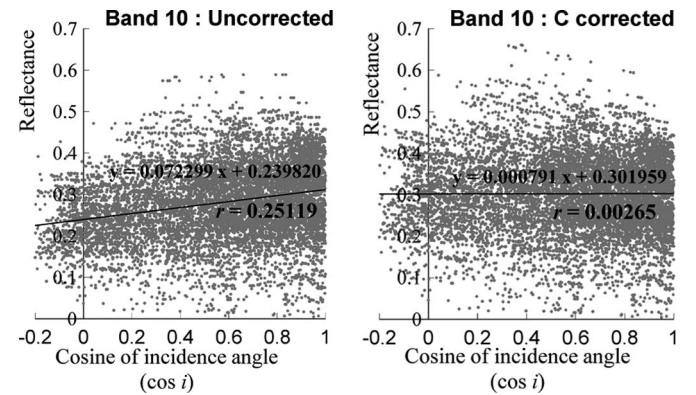 Band 10 : Uncorrected
Reflectance
0.7
0.6
0.5
0.4
0.3
0.2
0.1
0
y = 0.072299 x + 0.239820
r = 0.25119
-0.2 0 0.2 0.4 0.6 0.8 1
Cosine of incidence angle
(cos i)
Band 10 : C corrected
Reflectance
0.7
0.6
0.5
0.4
0.3
0.2
0.1
0
y = 0.000791 x + 0.301959
r = 0.00265
-0.2 0 0.2 0.4 0.6 0.8 1
Cosine of incidence angle
(cos i)